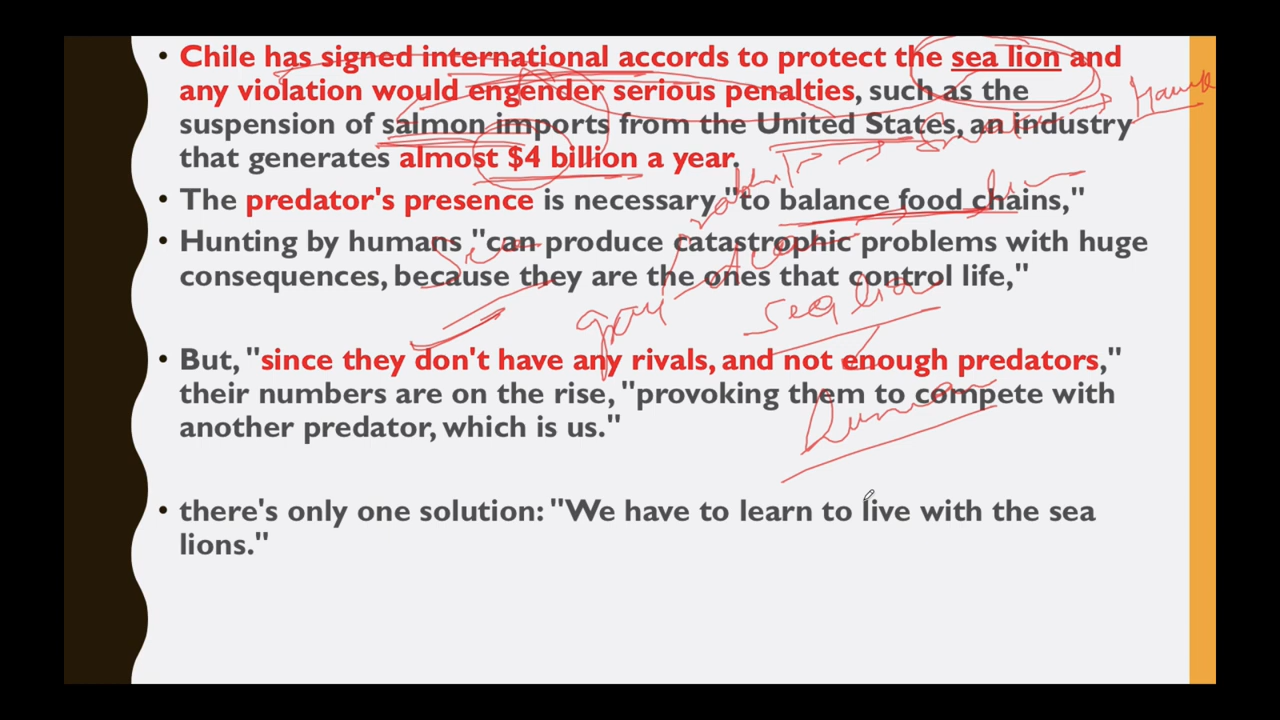 • Chile has signed international accords to protect the sea lion and
any violation would engender serious penalties, such as the
suspension of salmon imports from the United States, an industry
that generates almost $4 billion a year.
• The predator's presence is necessary "to balance food chains,"
• Hunting by humans "can produce catastrophic problems with huge
consequences, because they are the ones that control life,"
Sea lion
• But, "since they don't have any rivals, and not enough predators,"
their numbers are on the rise, "provoking them to compete with
another predator, which is us."
Human
• there's only one solution: "We have to learn to live with the sea
lions."